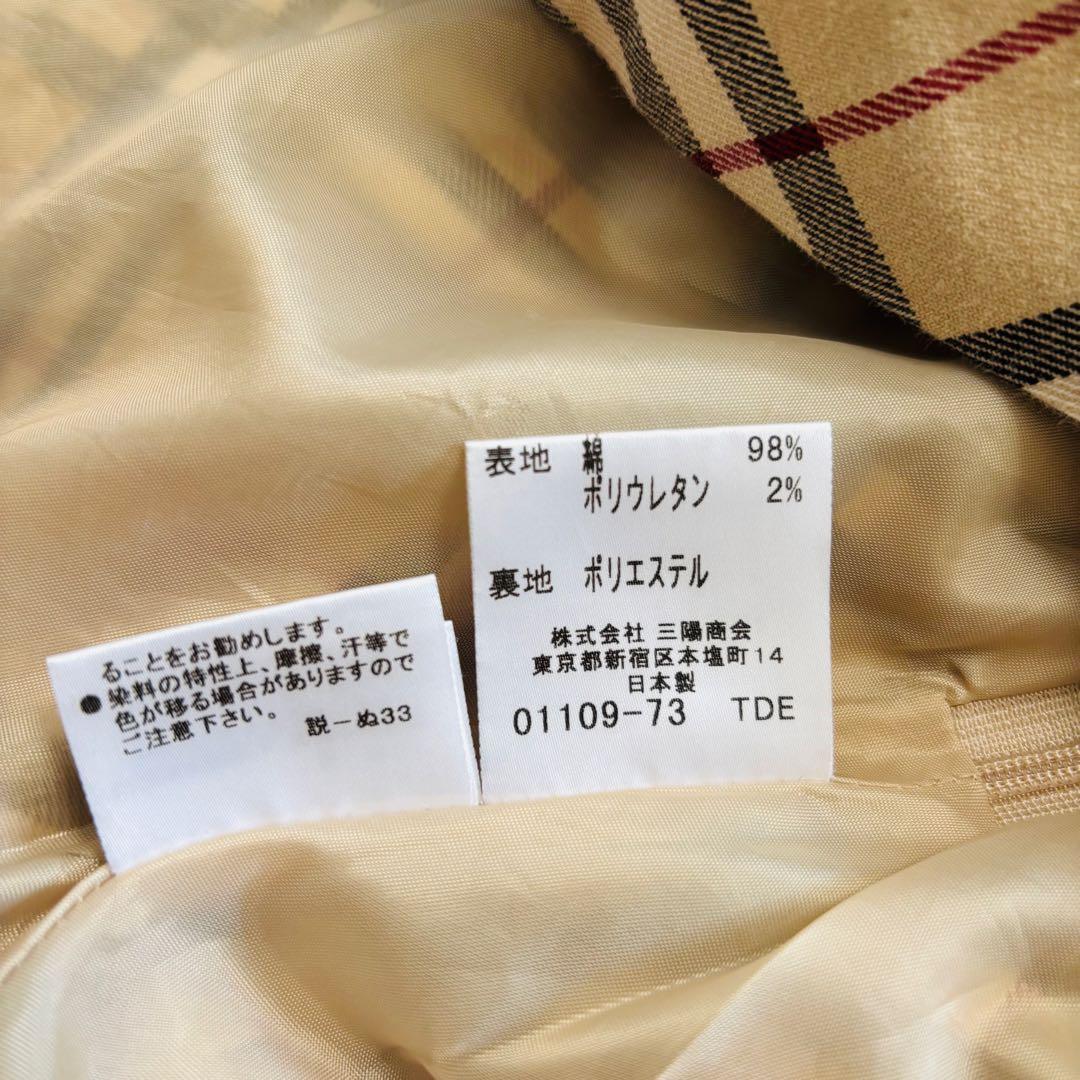 表地 綿 98%
ポリウレタン 2%
裏地 ポリエステル
株式会社 三陽商会
東京都新宿区本塩町14
日本製
01109-73 TDE
ることをお勧めします。
●染料の特性上、摩擦、汗等で
色が移る場合がありますので
ご注意下さい。
説-ぬ33